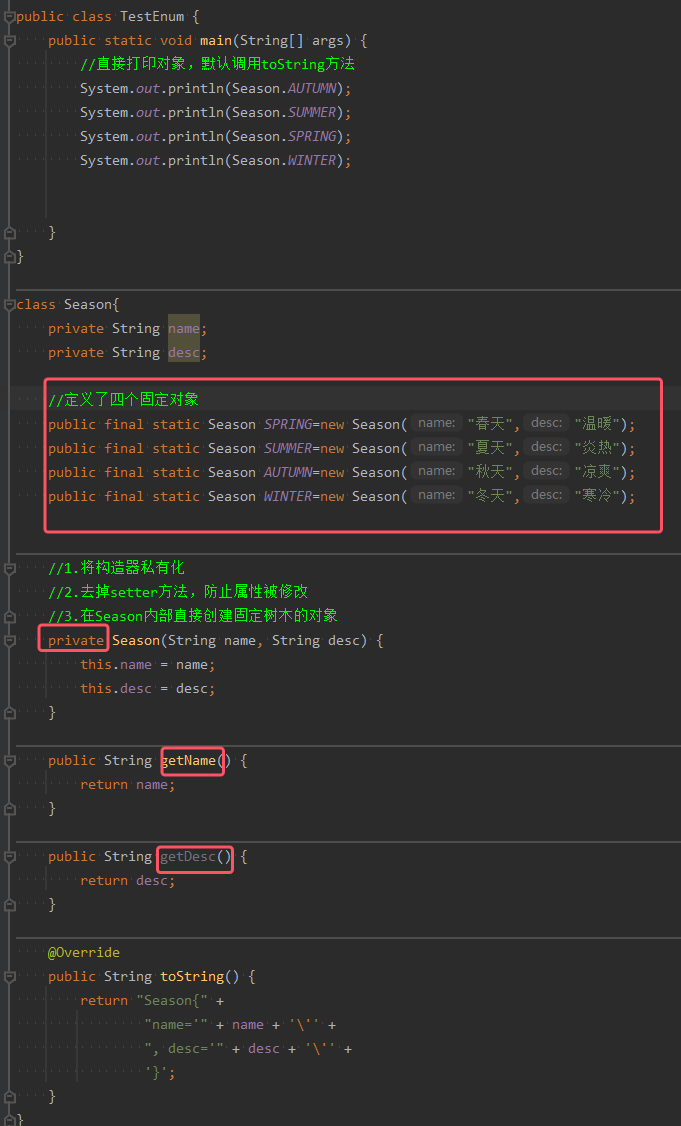 public class TestEnum {
public static void main(String[] args) {
//直接打印对象，默认调用toString方法
System.out.println(Season.AUTUMN);
System.out.println(Season.SUMMER);
System.out.println(Season.SPRING);
System.out.println(Season.WINTER);
}
}
class Season{
private String name;
private String desc;
//定义了四个固定对象
public final static Season SPRING=new Season( name: "春天", desc: "温暖");
public final static Season SUMMER=new Season( name: "夏天", desc: "炎热");
public final static Season AUTUMN=new Season( name: "秋天", desc: "凉爽");
public final static Season WINTER=new Season( name: "冬天", desc: "寒冷");
//1.将构造器私有化
//2.去掉setter方法，防止属性被修改
//3.在Season内部直接创建固定树木的对象
private Season(String name, String desc) {
this.name = name;
this.desc = desc;
}
public String getName() {
return name;
}
public String getDesc() {
return desc;
}
@Override
public String toString() {
return "Season{" +
"name='" + name + '\'' +
", desc='" + desc + '\'' +
'}';
}
}